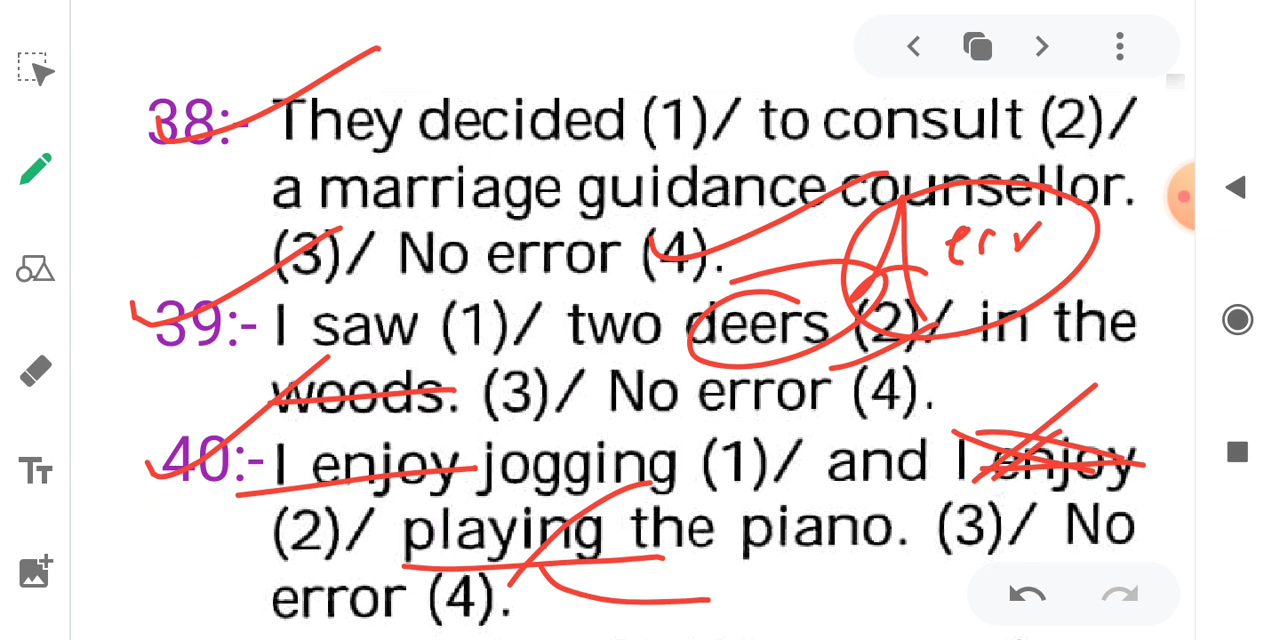 38:- They decided (1)/ to consult (2)/
a marriage guidance counsellor.
(3)/ No error (4).
err
39:- I saw (1)/ two deers (2)/ in the
woods. (3)/ No error (4).
40:- I enjoy jogging (1)/ and I enjoy
(2)/ playing the piano. (3)/ No
error (4).